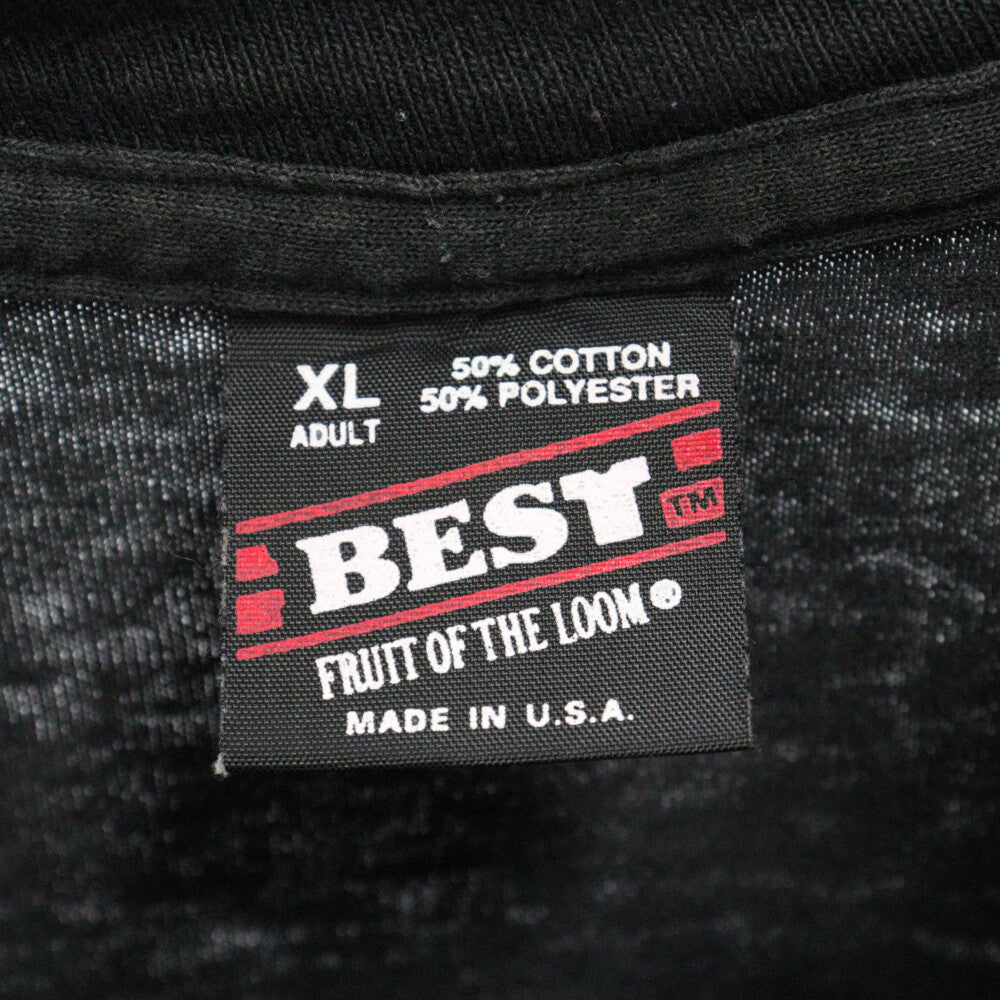 XL
ADULT
50% COTTON
50% POLYESTER
BEST TM
FRUIT OF THE LOOM®
MADE IN U.S.A.